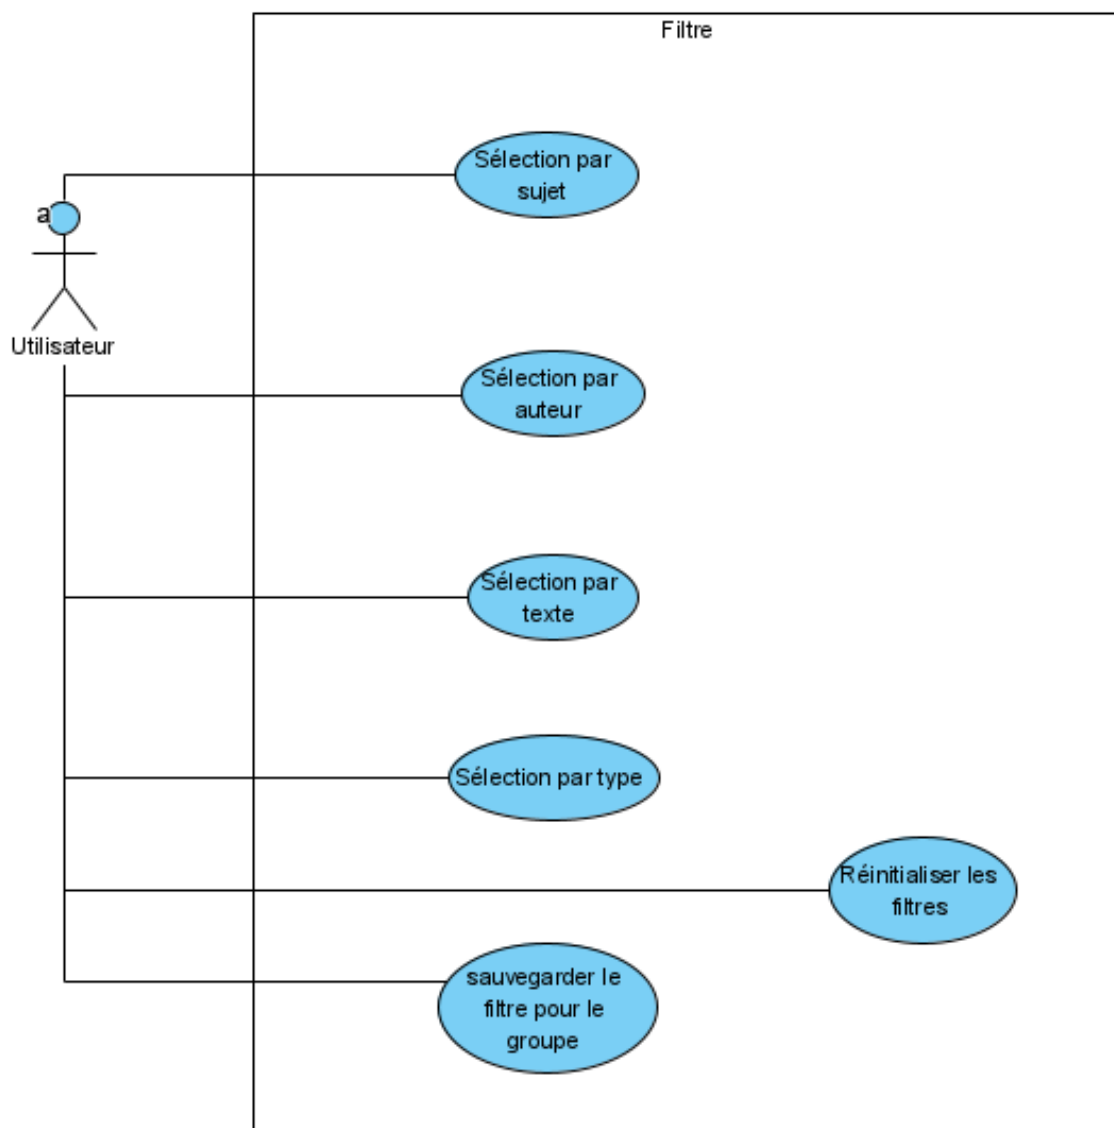 Filtre
Sélection par
sujet
a
Utilisateur
Sélection par
auteur
Sélection par
texte
Sélection par type
Réinitialiser les
filtres
sauvegarder le
filtre pour le
groupe